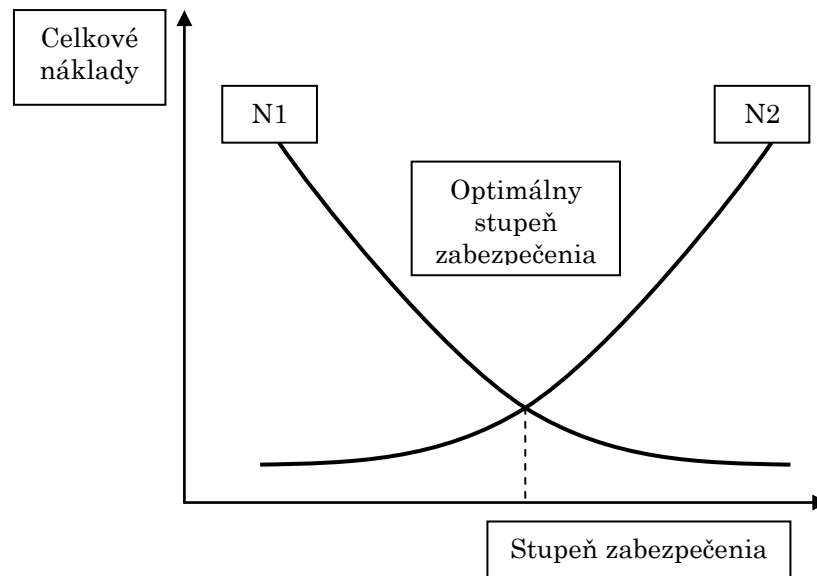 Celkové
náklady
N1
N2
Optimálny
stupeň
zabezpečenia
Stupeň zabezpečenia